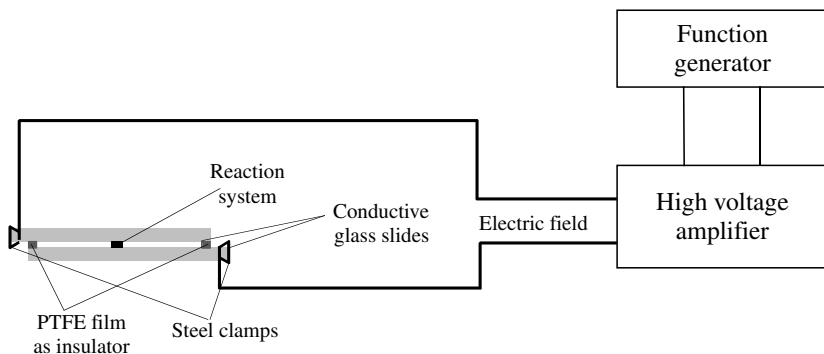 Function
generator
Reaction
system
Conductive
glass slides
Electric field
High voltage
amplifier
PTFE film
as insulator
Steel clamps